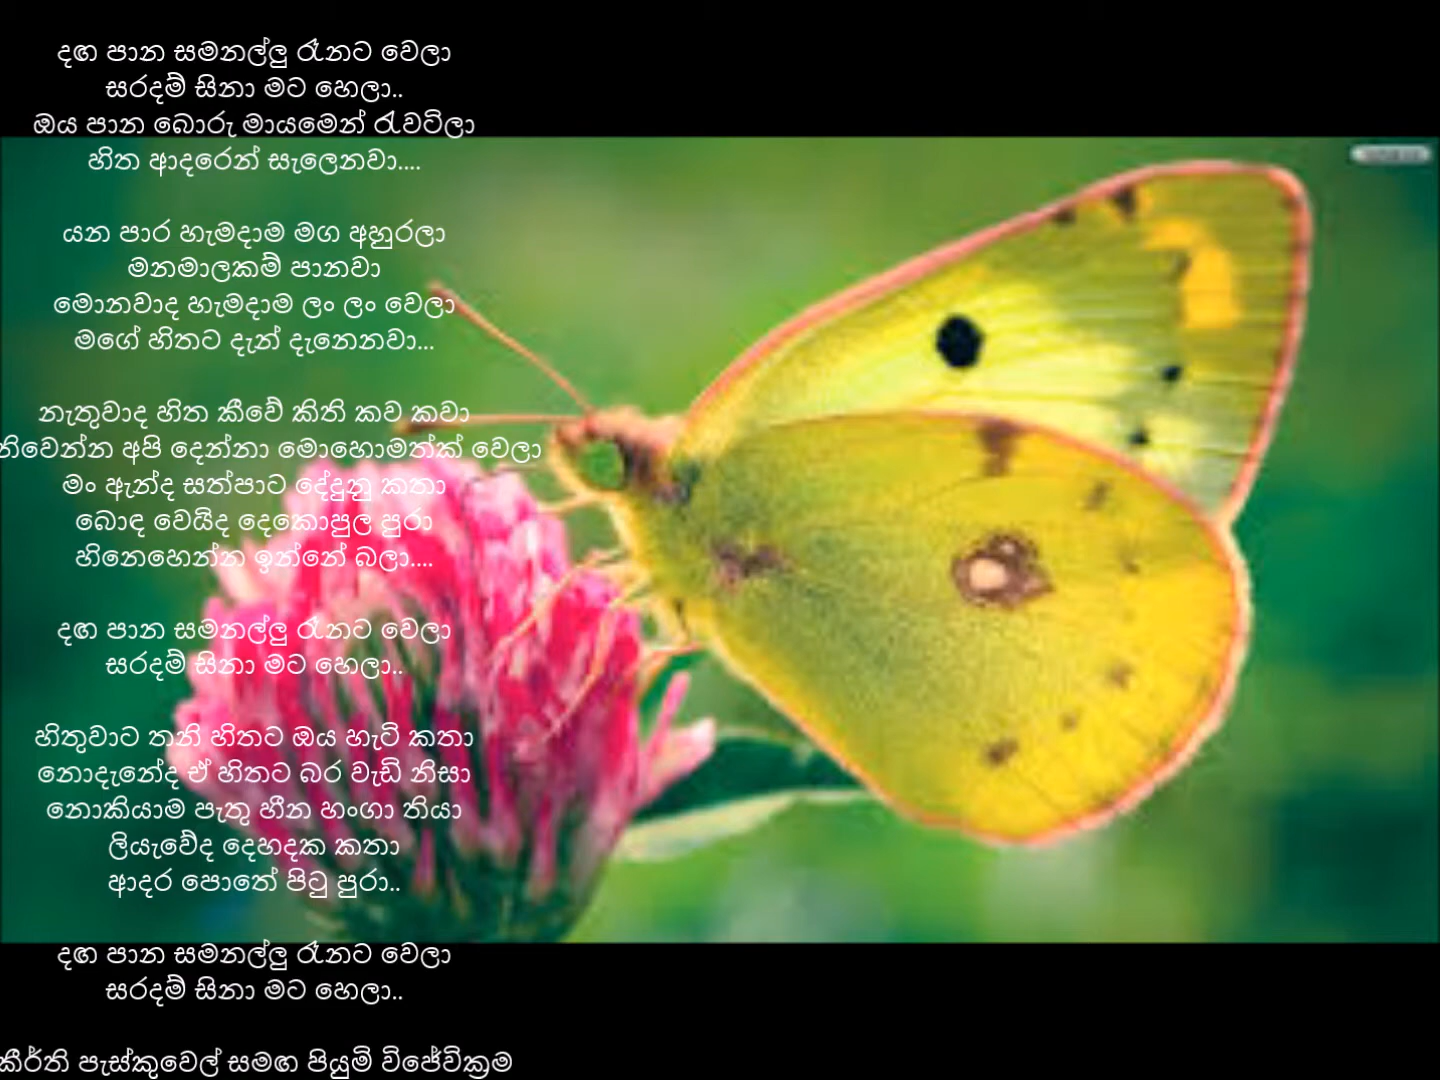 දඟ පාන සමනල්ලු රෑනට වෙලා
සරදම් සිනා මට හෙලා..
ඔය පාන බොරු මායමෙන් රැවටිලා
හිත ආදරෙන් සැලෙනවා....
යන පාර හැමදාම මග අහුරලා
මනමාලකම් පානවා
මොනවාද හැමදාම ලං ලං වෙලා
මගේ හිතට දැන් දැනෙනවා...
නැතුවාද හිත කීවේ කිති කව කවා
නිවෙන්න අපි දෙන්නා මොහොමත්ක් වෙලා
මං ඇන්ද සත්පාට දේදුනු කතා
බොඳ වෙයිද දෙකොපුල පුරා
හිනෙහෙන්න ඉන්නේ බලා....
දඟ පාන සමනල්ලු රෑනට වෙලා
සරදම් සිනා මට හෙලා..
හිතුවාට තනි හිතට ඔය හැටි කතා
නොදැනේද ඒ හිතට බර වැඩි නිසා
නොකියාම පැතු හීන හංගා තියා
ලියැවේද දෙහදක කතා
ආදර පොතේ පිටු පුරා..
දඟ පාන සමනල්ලු රෑනට වෙලා
සරදම් සිනා මට හෙලා..
කීර්ති පැස්කුවෙල් සමඟ පියුමි විජේවික්‍රම